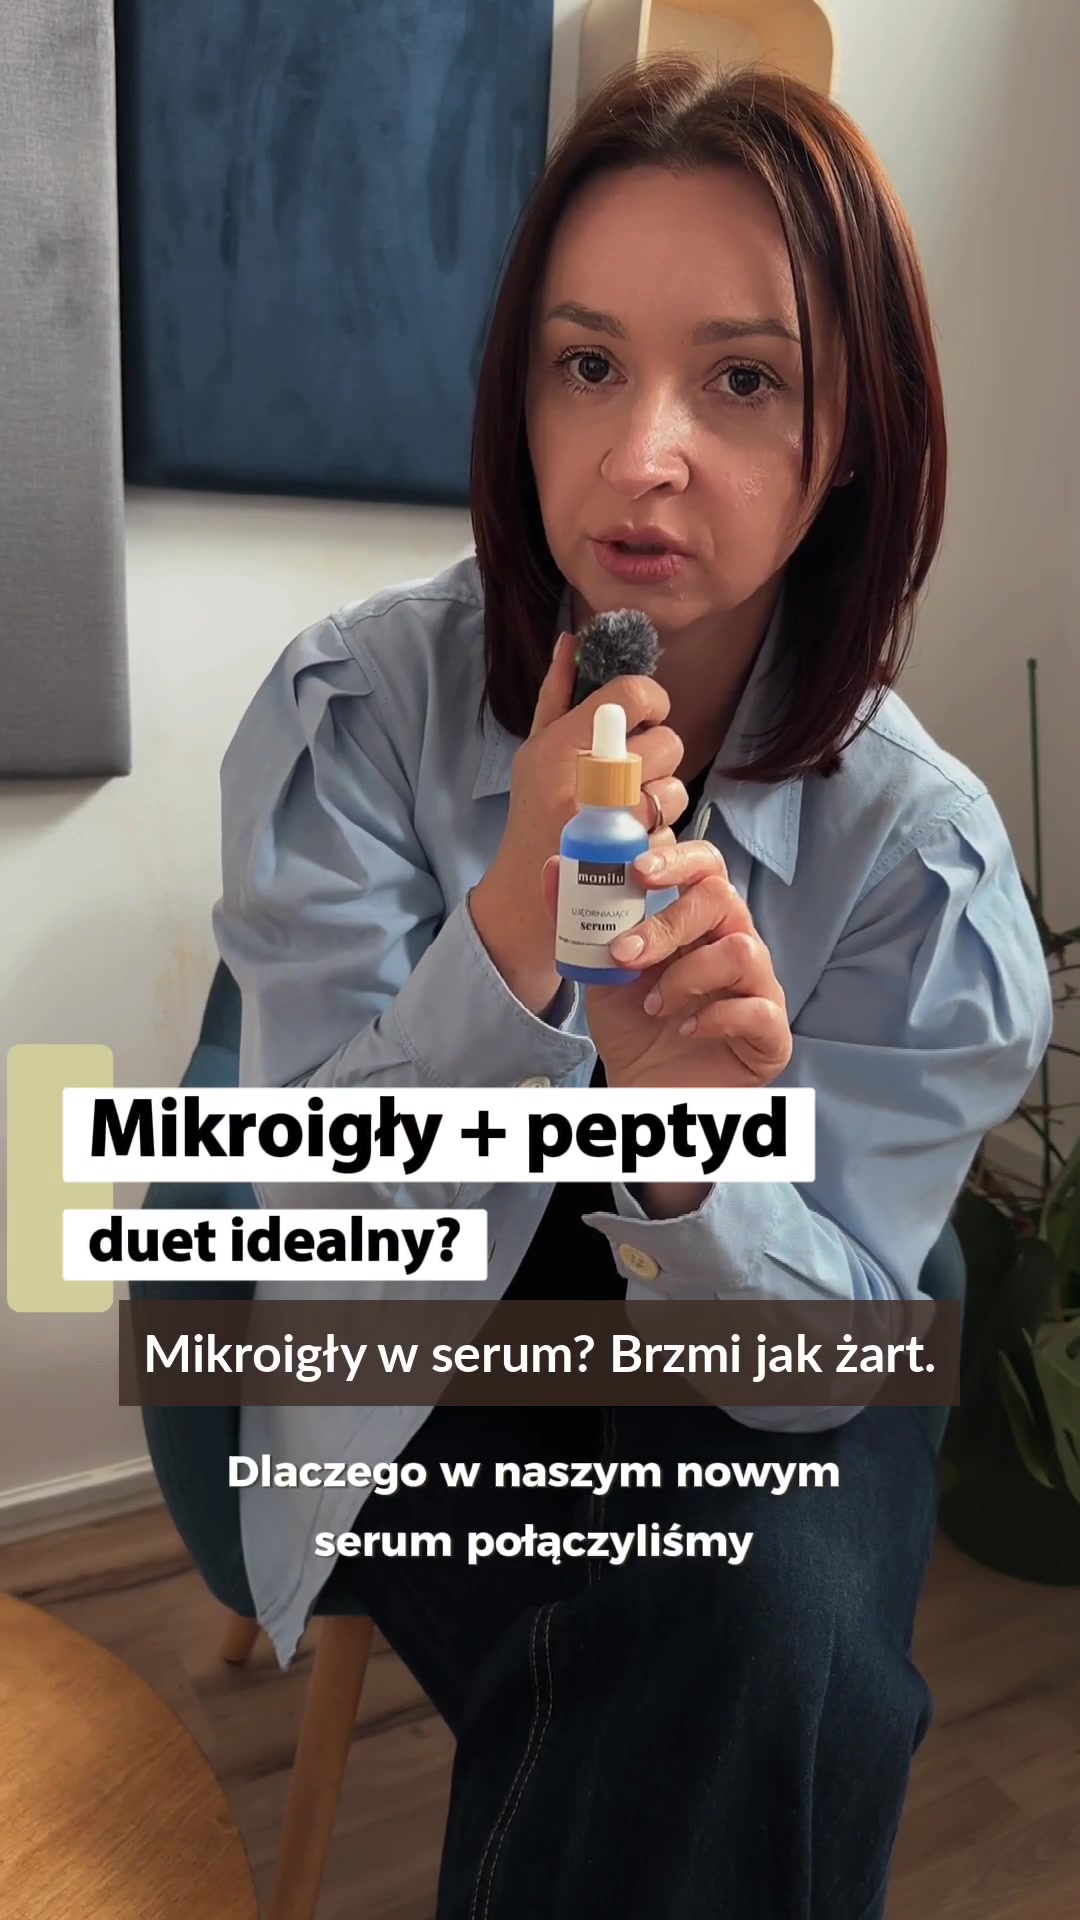 manilu
UJĘDRNIAJĄCE
serum
Mikroigły + peptyd
duet idealny?
Mikroigły w serum? Brzmi jak żart.
Dlaczego w naszym nowym
serum połączyliśmy